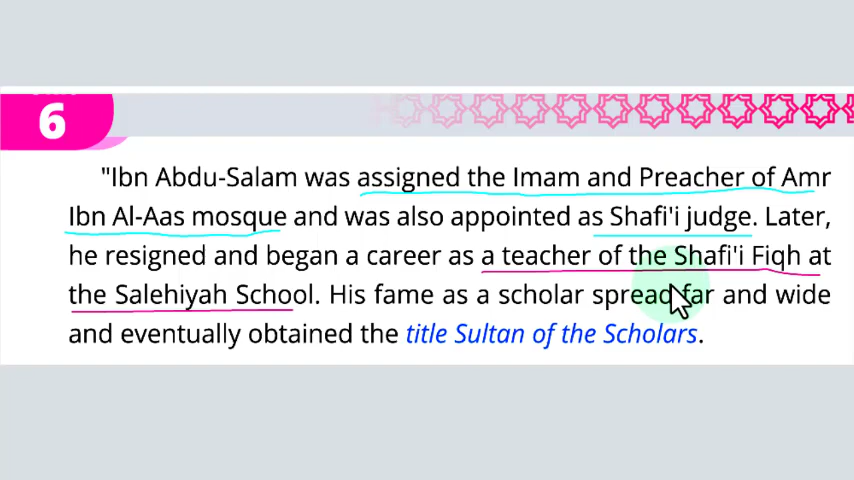 6
"Ibn Abdu-Salam was assigned the Imam and Preacher of Amr
Ibn Al-Aas mosque and was also appointed as Shafi'i judge. Later,
he resigned and began a career as a teacher of the Shafi'i Fiqh at
the Salehiyah School. His fame as a scholar spread far and wide
and eventually obtained the title Sultan of the Scholars.